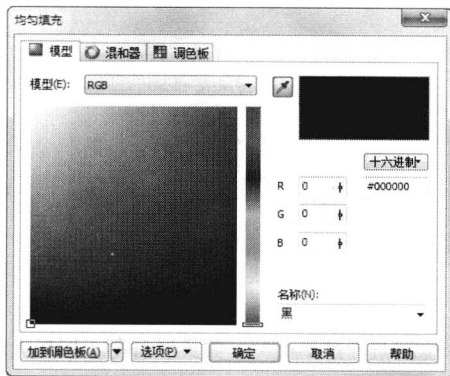 均匀填充
模型 混和器 调色板
模型(E): RGB
十六进制
R 0 #000000
G 0
B 0
名称(N):
黑
加到调色板(A) 选项(P) 确定 取消 帮助